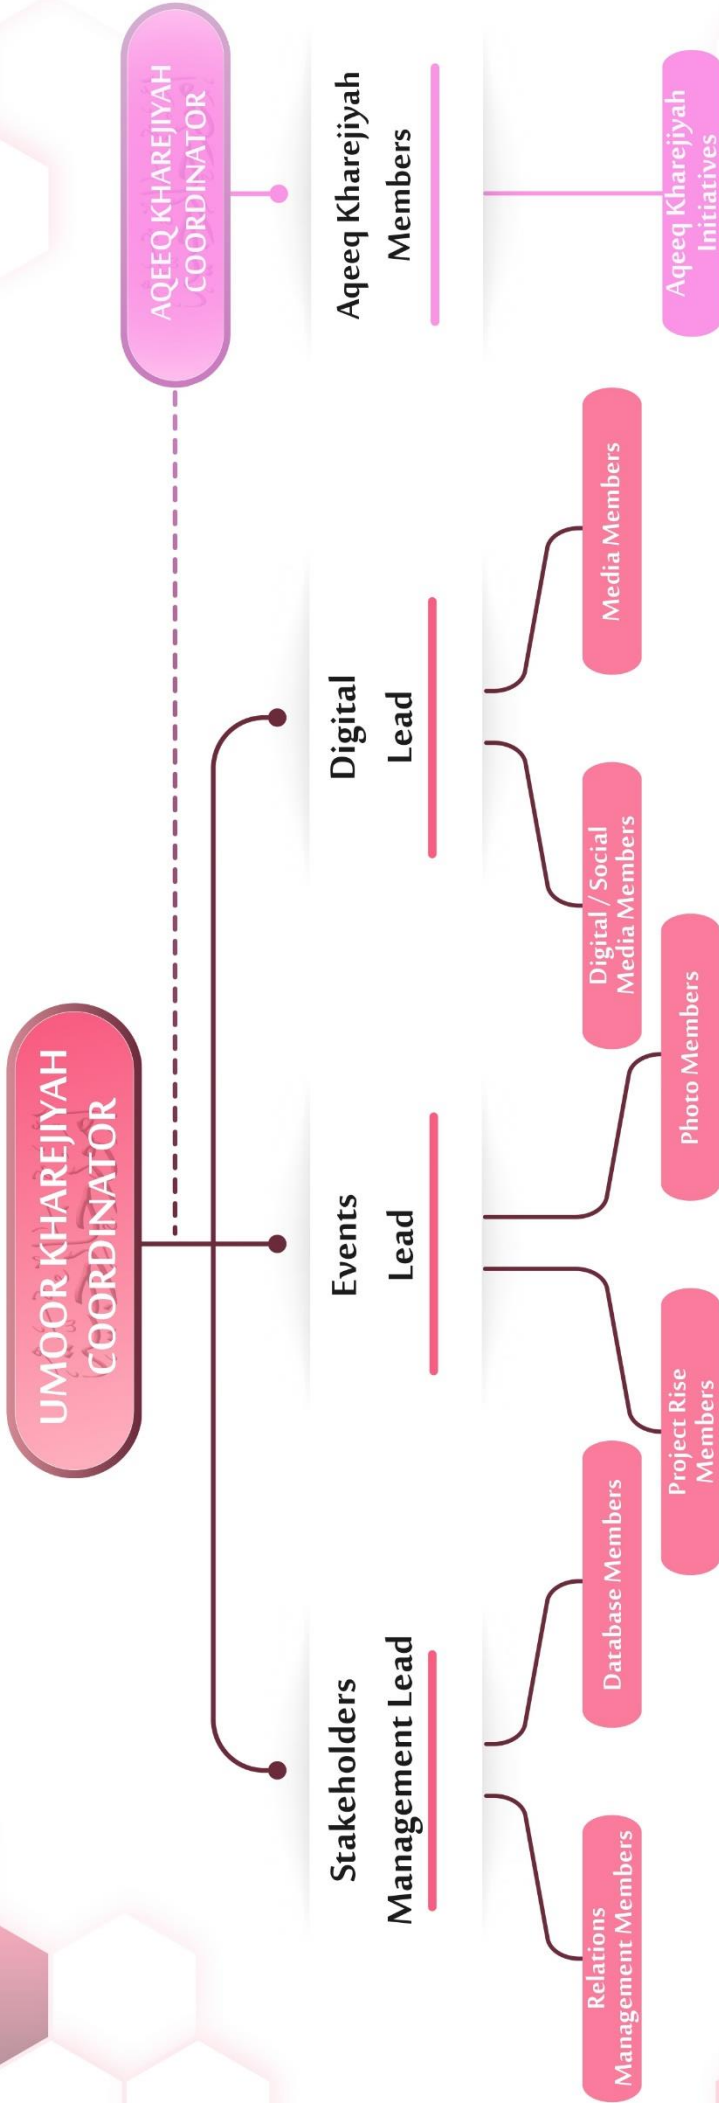 UMOOR KHAREJIYAH
COORDINATOR
AQEEQ KHAREJIYAH
COORDINATOR
Stakeholders
Management Lead
Events
Lead
Digital
Lead
Aqeeq Kharejiyah
Members
Relations
Management Members
Database Members
Project Rise
Members
Photo Members
Digital / Social
Media Members
Media Members
Aqeeq Kharejiyah
Initiatives